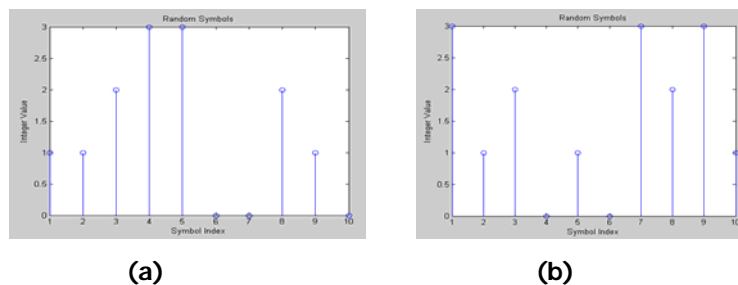 Random Symbols
3
2.5
2
1.5
1
0.5
0
Integer Value
1 2 3 4 5 6 7 8 9 10
Symbol Index
(a)
Random Symbols
3
2.5
2
1.5
1
0.5
0
Integer Value
1 2 3 4 5 6 7 8 9 10
Symbol Index
(b)